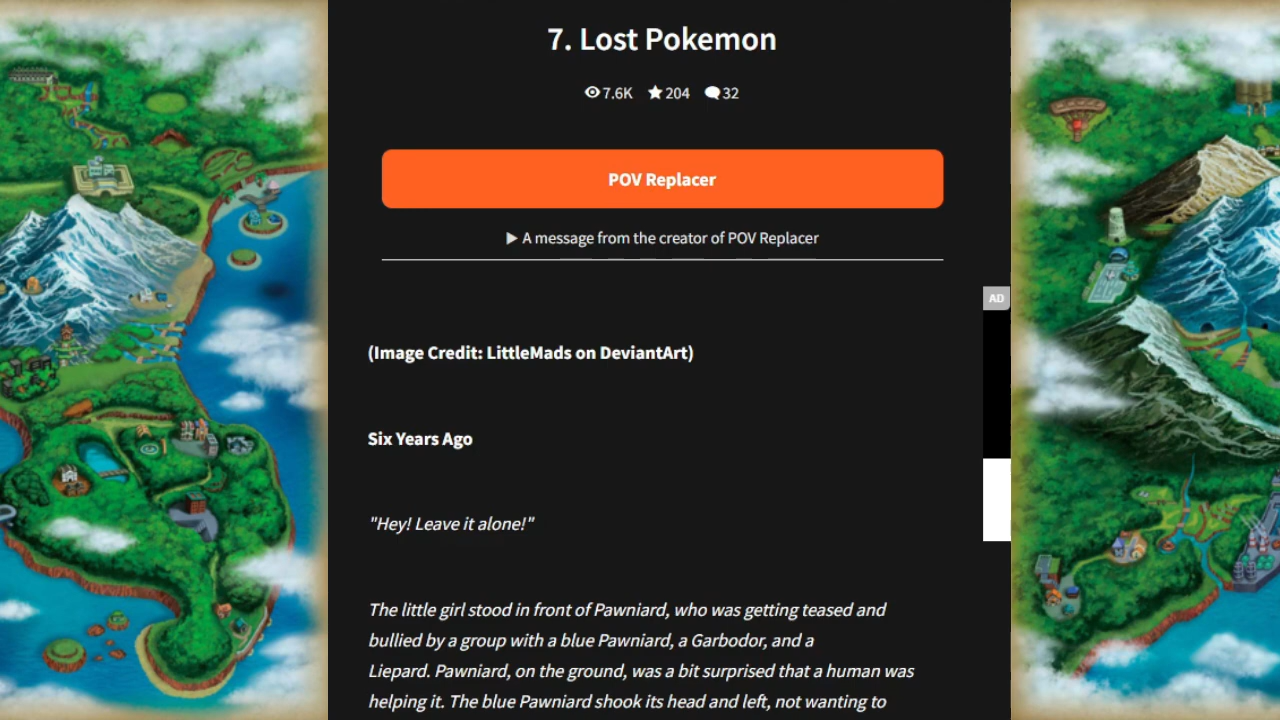 7. Lost Pokemon
7.6K 204 32
POV Replacer
▶ A message from the creator of POV Replacer
AD
(Image Credit: LittleMads on DeviantArt)
Six Years Ago
"Hey! Leave it alone!"
The little girl stood in front of Pawniard, who was getting teased and
bullied by a group with a blue Pawniard, a Garbodor, and a
Liepard. Pawniard, on the ground, was a bit surprised that a human was
helping it. The blue Pawniard shook its head and left, not wanting to